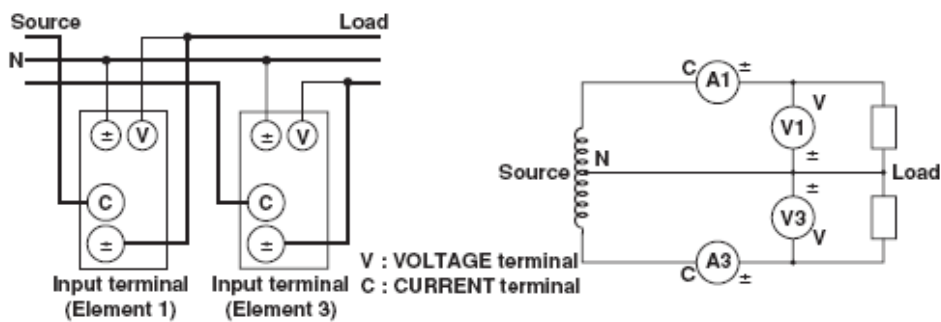 Source
Load
N
±
V
±
V
C
C
±
±
Input terminal
(Element 1)
Input terminal
(Element 3)
V : VOLTAGE terminal
C : CURRENT terminal
C
A1
±
V
V1
±
Source
N
Load
±
V3
V
C
A3
±